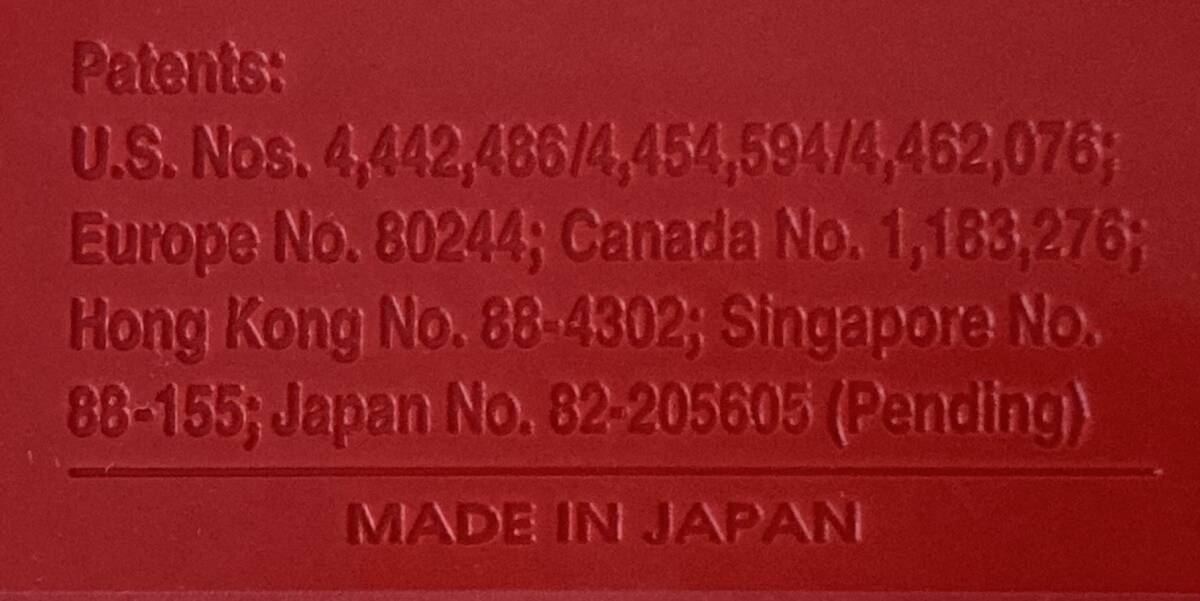 Patents:
U.S. Nos. 4,442,486/4,454,594/4,462,076;
Europe No. 80244; Canada No. 1,183,276;
Hong Kong No. 88-4302; Singapore No.
88-155; Japan No. 82-205605 (Pending)
MADE IN JAPAN